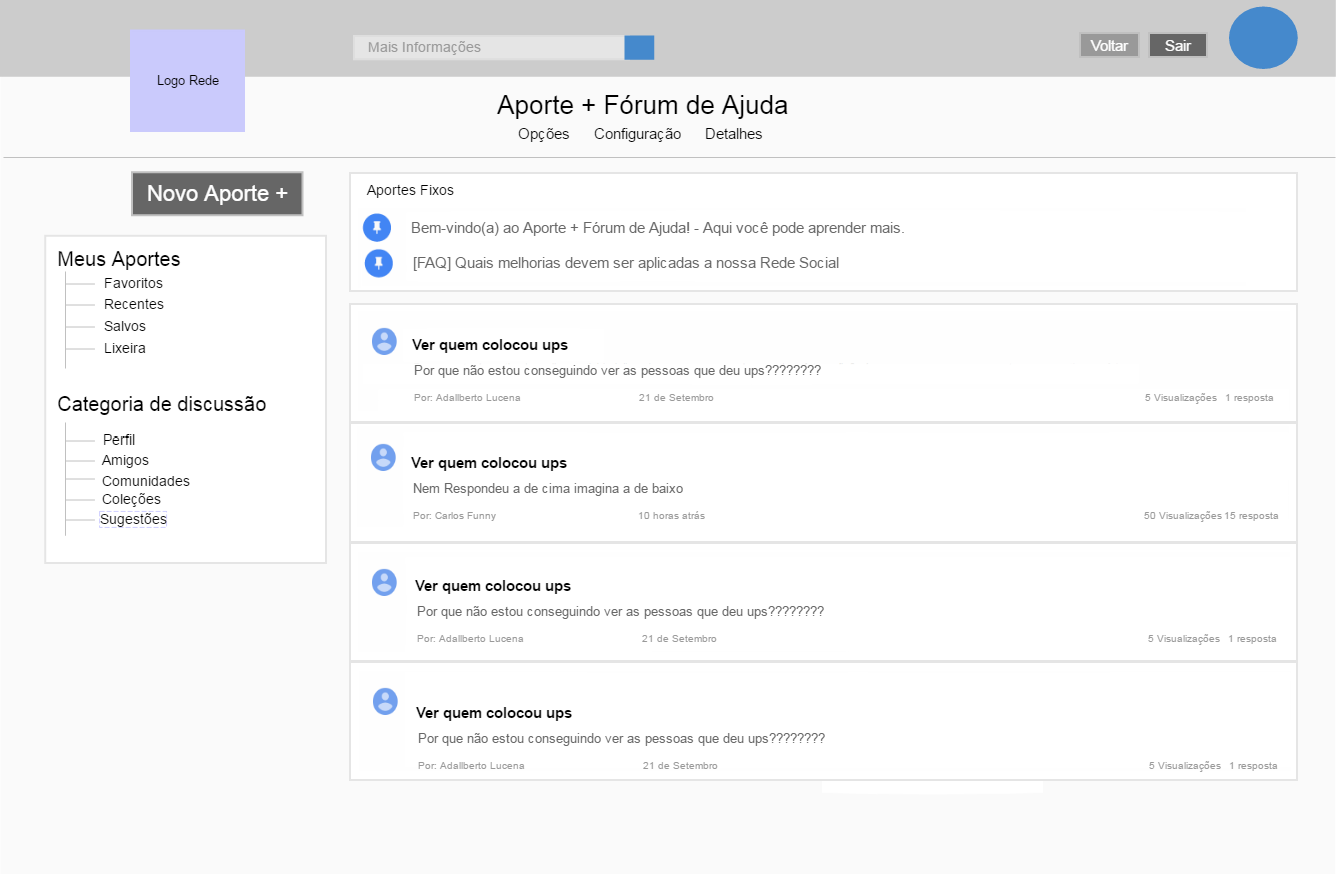 Mais Informações
Voltar
Sair
Logo Rede
Aporte + Fórum de Ajuda
Opções Configuração Detalhes
Novo Aporte +
Meus Aportes
Favoritos
Recentes
Salvos
Lixeira
Categoria de discussão
Perfil
Amigos
Comunidades
Coleções
Sugestões
Aportes Fixos
Bem-vindo(a) ao Aporte + Fórum de Ajuda! - Aqui você pode aprender mais.
[FAQ] Quais melhorias devem ser aplicadas a nossa Rede Social
Ver quem colocou ups
Por que não estou conseguindo ver as pessoas que deu ups????????
Por: Adallberto Lucena 21 de Setembro 5 Visualizações 1 resposta
Ver quem colocou ups
Nem Respondeu a de cima imagina a de baixo
Por: Carlos Funny 10 horas atrás 50 Visualizações 15 resposta
Ver quem colocou ups
Por que não estou conseguindo ver as pessoas que deu ups????????
Por: Adallberto Lucena 21 de Setembro 5 Visualizações 1 resposta
Ver quem colocou ups
Por que não estou conseguindo ver as pessoas que deu ups????????
Por: Adallberto Lucena 21 de Setembro 5 Visualizações 1 resposta